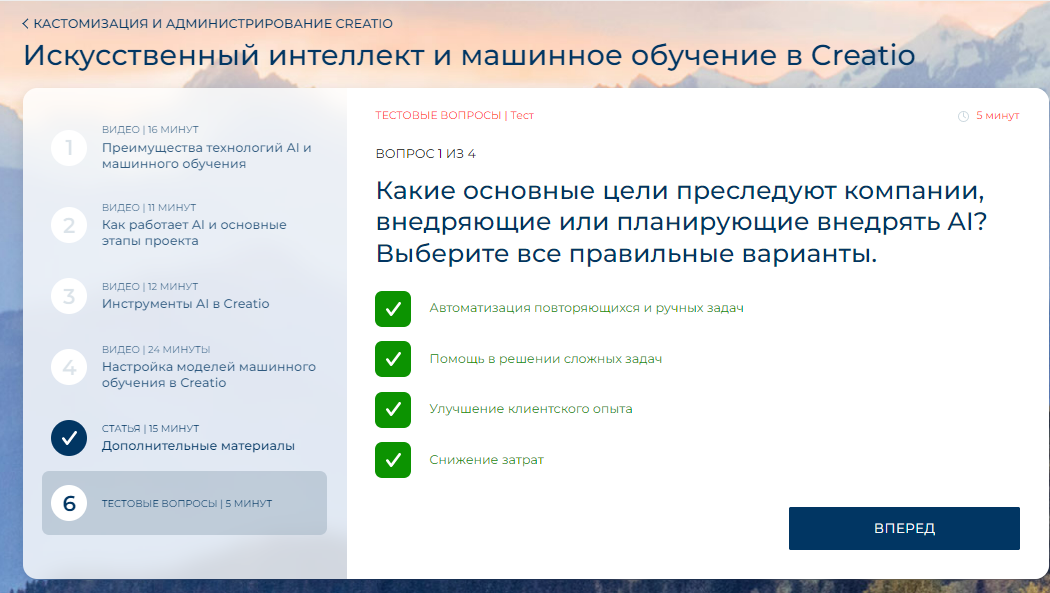 КАСТОМИЗАЦИЯ И АДМИНИСТРИРОВАНИЕ CREATIO
Искусственный интеллект и машинное обучение в Creatio
1
ВИДЕО | 16 МИНУТ
Преимущества технологий AI и
машинного обучения
2
ВИДЕО | 11 МИНУТ
Как работает AI и основные
этапы проекта
3
ВИДЕО | 12 МИНУТ
Инструменты AI в Creatio
4
ВИДЕО | 24 МИНУТЫ
Настройка моделей машинного
обучения в Creatio
СТАТЬЯ | 15 МИНУТ
Дополнительные материалы
6
ТЕСТОВЫЕ ВОПРОСЫ | 5 МИНУТ
ТЕСТОВЫЕ ВОПРОСЫ | Тест
5 минут
ВОПРОС 1 ИЗ 4
Какие основные цели преследуют компании,
внедряющие или планирующие внедрять AI?
Выберите все правильные варианты.
Автоматизация повторяющихся и ручных задач
Помощь в решении сложных задач
Улучшение клиентского опыта
Снижение затрат
ВПЕРЕД